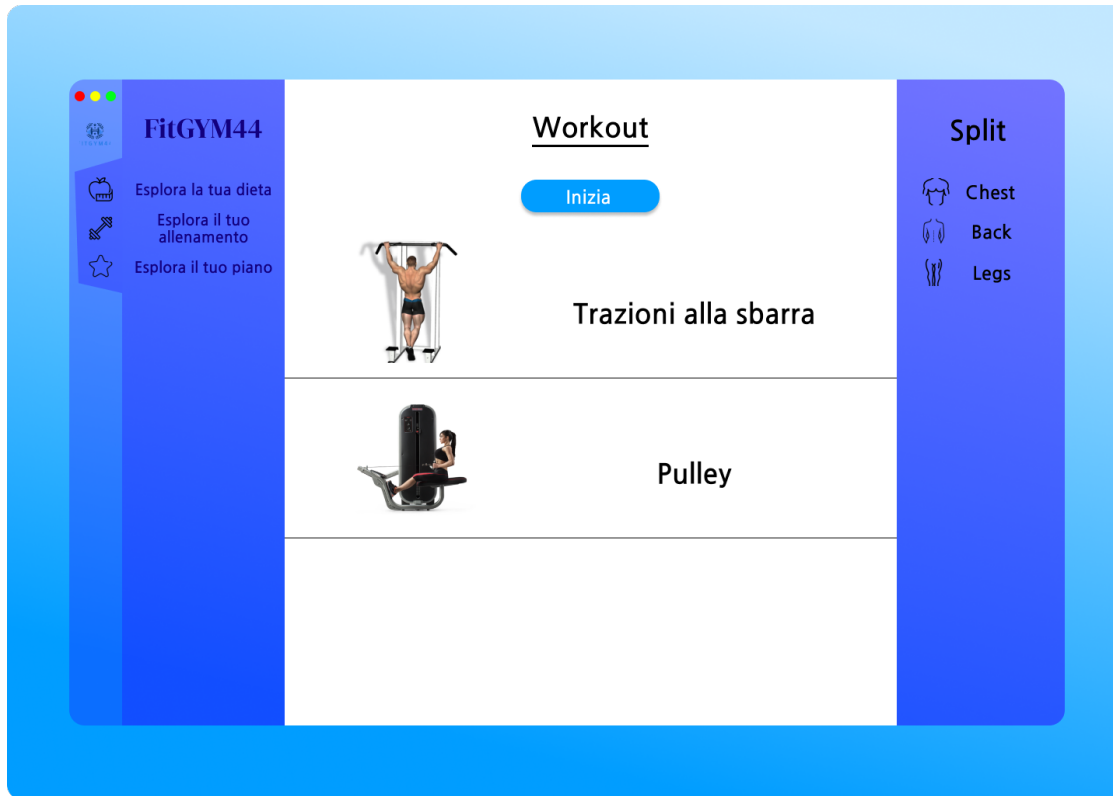 FitGYM44
Esplora la tua dieta
Esplora il tuo
allenamento
Esplora il tuo piano
Workout
Inizia
Trazioni alla sbarra
Pulley
Split
Chest
Back
Legs